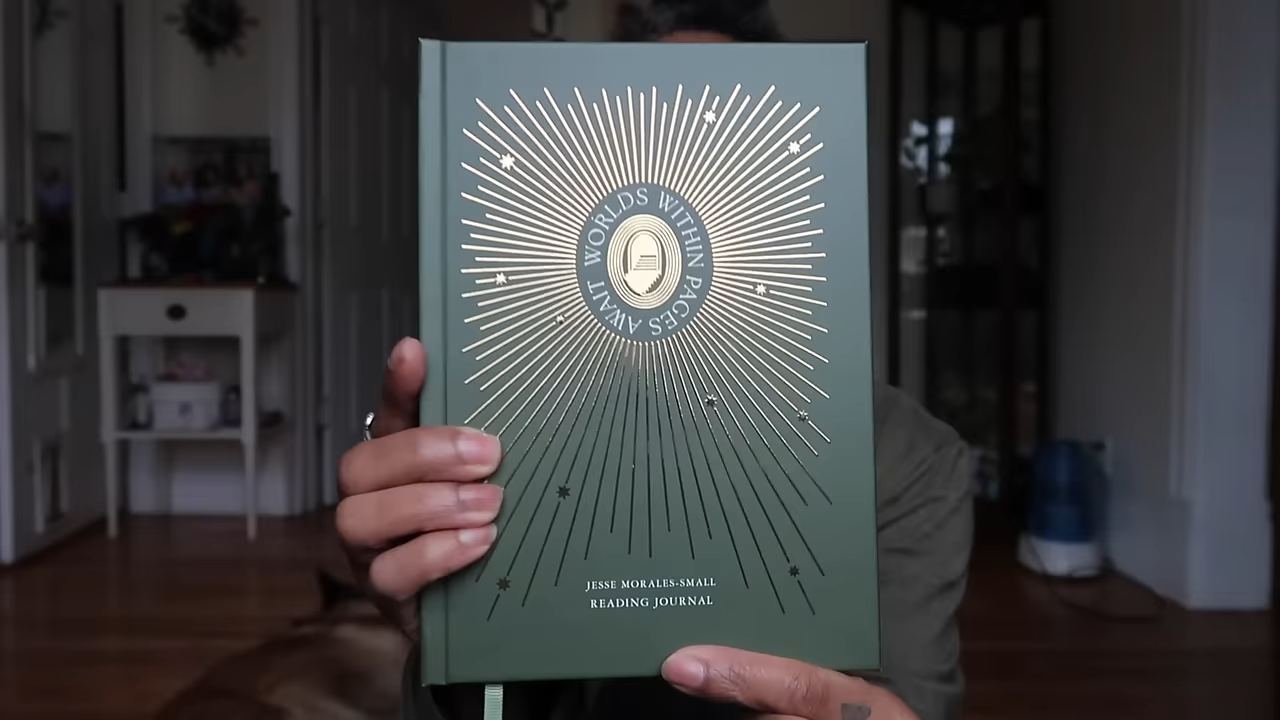 WORLDS WITHIN PAGES AWAIT
JESSE MORALES-SMALL
READING JOURNAL